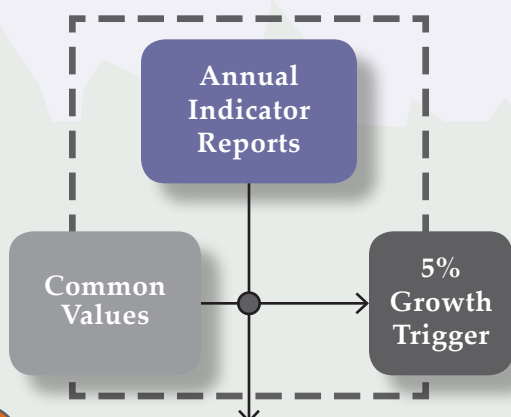 Annual
Indicator
Reports
Common
Values
5%
Growth
Trigger